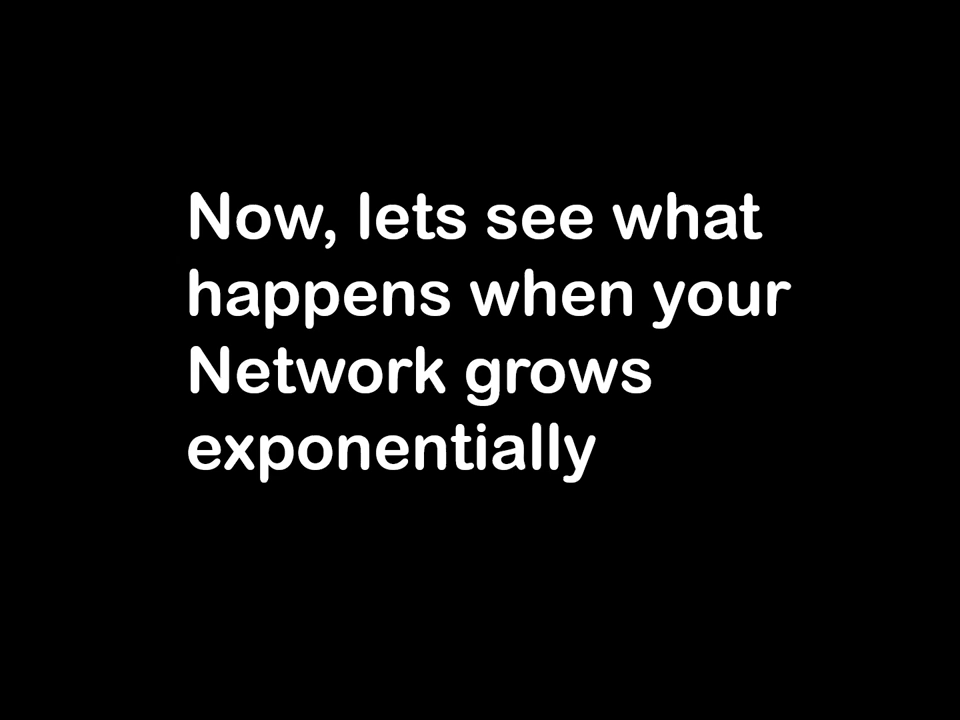 Now, lets see what
happens when your
Network grows
exponentially